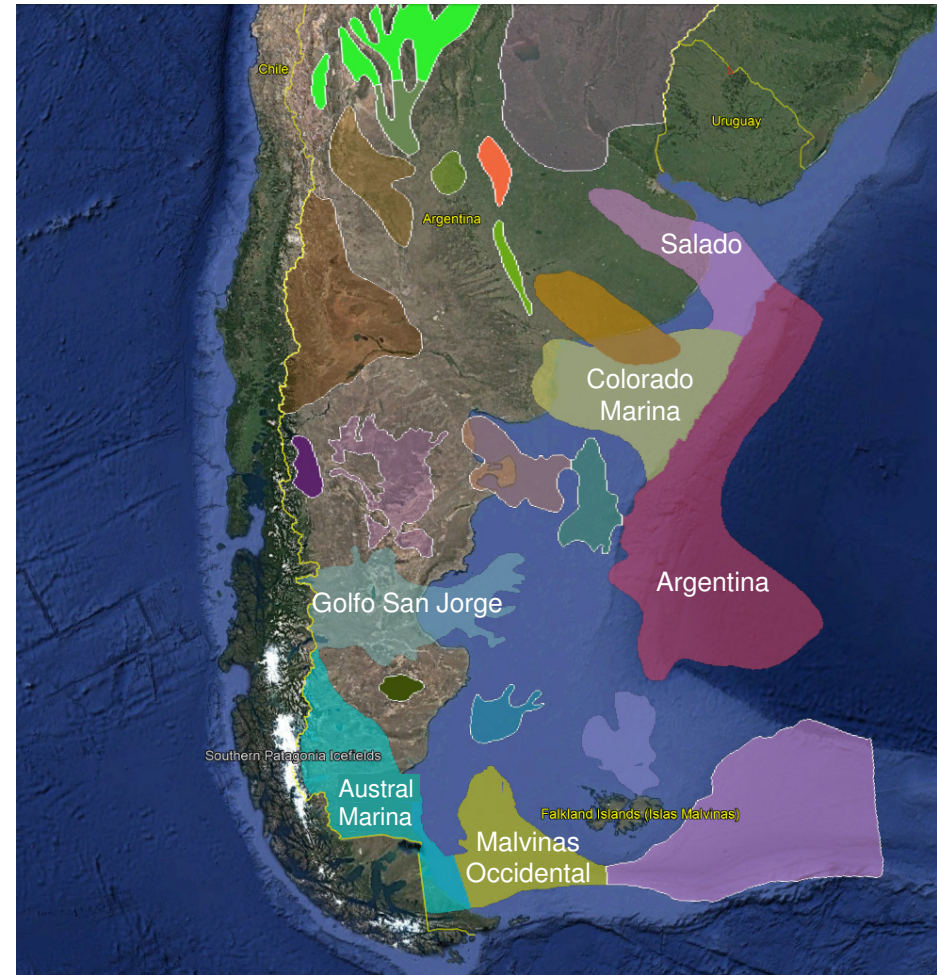 Chile
Uruguay
Argentina
Salado
Colorado
Marina
Argentina
Golfo San Jorge
Southern Patagonia Icefields
Austral
Marina
Falkland Islands (Islas Malvinas)
Malvinas
Occidental